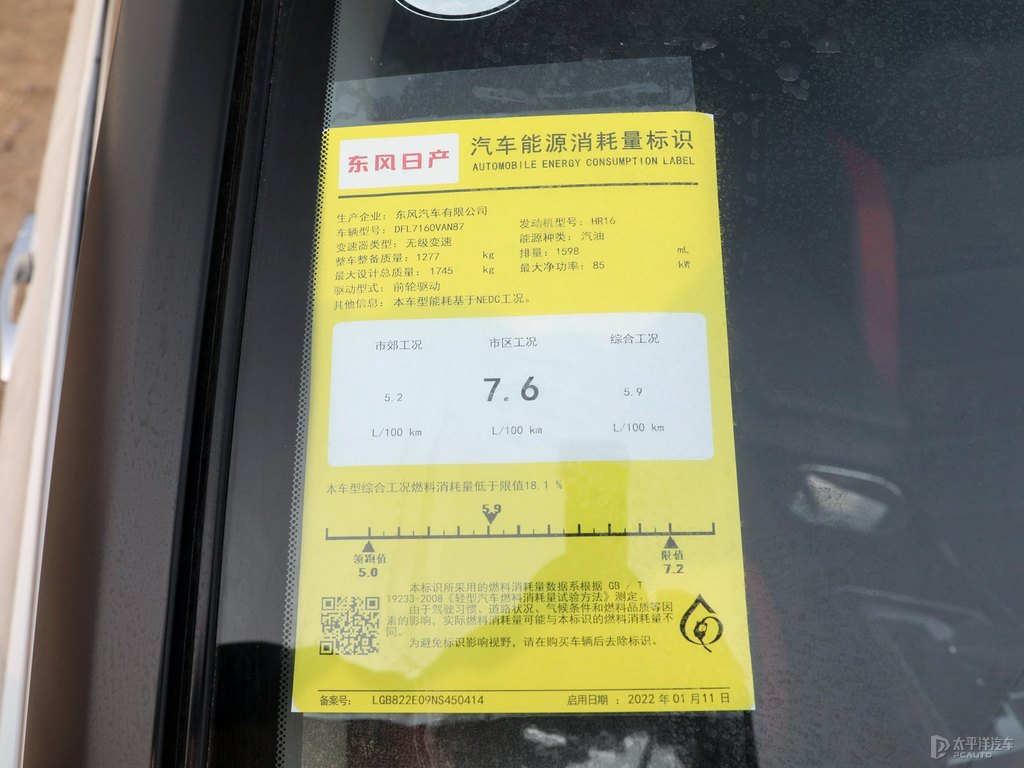 东风日产
汽车能源消耗量标识
AUTOMOBILE ENERGY CONSUMPTION LABEL
生产企业：东风汽车有限公司
车辆型号：DFL7160VAN87 发动机型号：HR16
变速器类型：无级变速 能源种类：汽油
整车整备质量：1277 kg 排量：1598 mL
最大设计总质量：1745 kg 最大净功率：85 kW
驱动型式：前轮驱动
其他信息：本车型能耗基于NEDC工况。
市郊工况 市区工况 综合工况
5.2 7.6 5.9
L/100 km L/100 km L/100 km
本车型综合工况燃料消耗量低于限值18.1 %
5.9
领跑值 限值
5.0 7.2
本标识所采用的燃料消耗量数据系根据 GB / T
19233-2008《轻型汽车燃料消耗量试验方法》测定。
由于驾驶习惯、道路状况、气候条件和燃料品质等因
素的影响，实际燃料消耗量可能与本标识的燃料消耗量不
同。
为避免标识影响视野，请在购买车辆后去除标识。
备案号： LGB822E09NS450414 启用日期 ：2022 年 01 月 11 日
太平洋汽车
PCAUTO